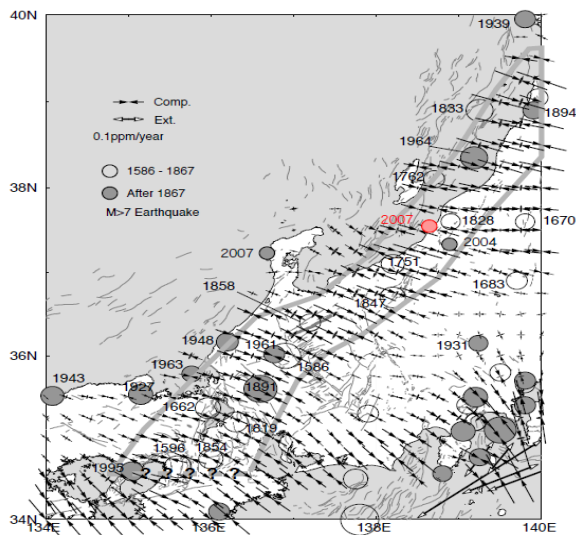 40N
1939
Comp.
Ext.
0.1ppm/year
1833
1894
1586 - 1867
After 1867
M>7 Earthquake
1964
38N
1762
2007
1828
1670
2007
2004
1751
1683
1858
1847
1948
1961
1931
36N
1963
1586
1943
1927
1891
1662
1819
1596
1854
1995
? ? ? ? ?
34N
134E
136E
138E
140E